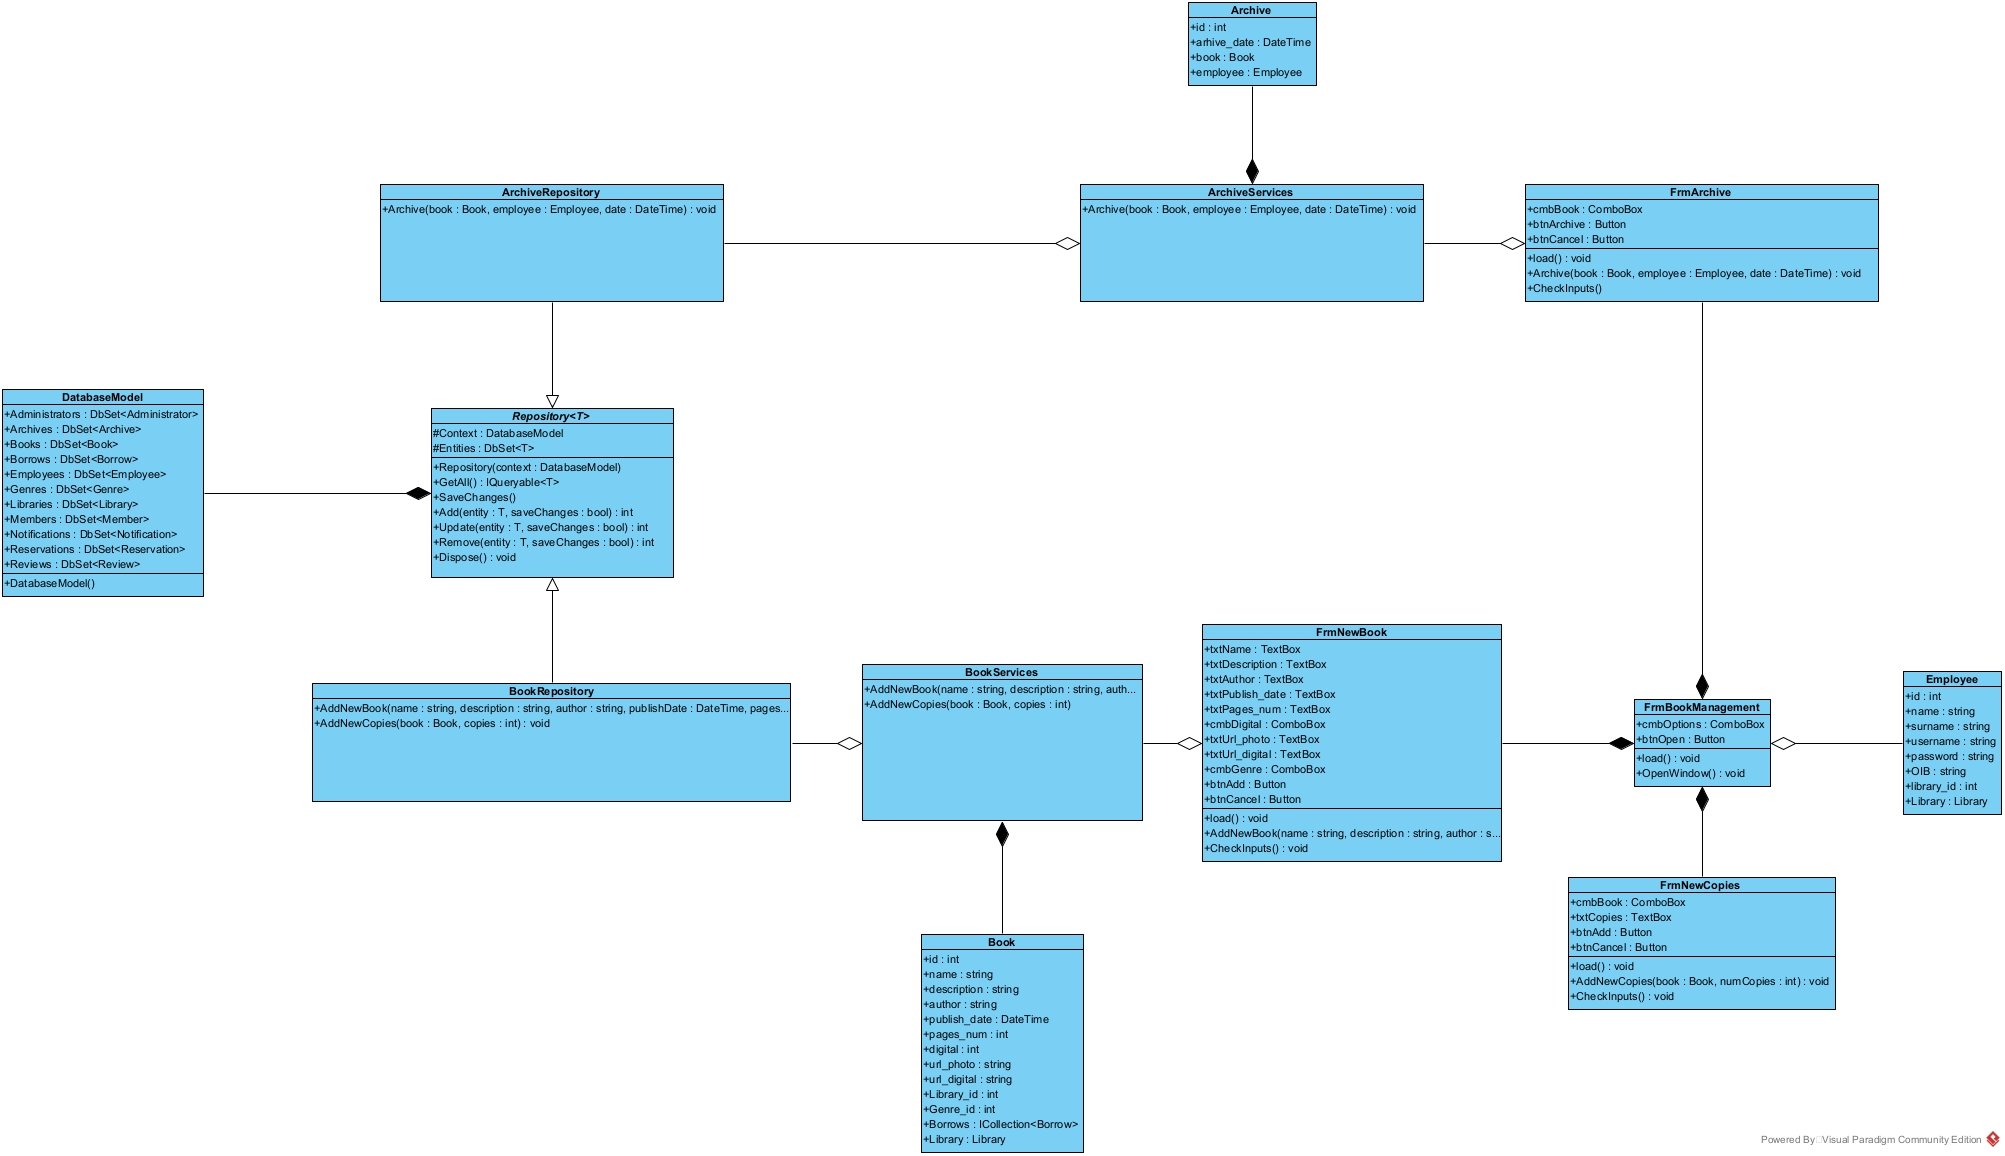 Archive
+id : int
+arhive_date : DateTime
+book : Book
+employee : Employee
ArchiveRepository
+Archive(book : Book, employee : Employee, date : DateTime) : void
ArchiveServices
+Archive(book : Book, employee : Employee, date : DateTime) : void
FrmArchive
+cmbBook : ComboBox
+btnArchive : Button
+btnCancel : Button
+load() : void
+Archive(book : Book, employee : Employee, date : DateTime) : void
+CheckInputs()
DatabaseModel
+Administrators : DbSet<Administrator>
+Archives : DbSet<Archive>
+Books : DbSet<Book>
+Borrows : DbSet<Borrow>
+Employees : DbSet<Employee>
+Genres : DbSet<Genre>
+Libraries : DbSet<Library>
+Members : DbSet<Member>
+Notifications : DbSet<Notification>
+Reservations : DbSet<Reservation>
+Reviews : DbSet<Review>
+DatabaseModel()
Repository<T>
#Context : DatabaseModel
#Entities : DbSet<T>
+Repository(context : DatabaseModel)
+GetAll() : IQueryable<T>
+SaveChanges()
+Add(entity : T, saveChanges : bool) : int
+Update(entity : T, saveChanges : bool) : int
+Remove(entity : T, saveChanges : bool) : int
+Dispose() : void
BookRepository
+AddNewBook(name : string, description : string, author : string, publishDate : DateTime, pages...
+AddNewCopies(book : Book, copies : int) : void
BookServices
+AddNewBook(name : string, description : string, auth...
+AddNewCopies(book : Book, copies : int)
FrmNewBook
+txtName : TextBox
+txtDescription : TextBox
+txtAuthor : TextBox
+txtPublish_date : TextBox
+txtPages_num : TextBox
+cmbDigital : ComboBox
+txtUrl_photo : TextBox
+txtUrl_digital : TextBox
+cmbGenre : ComboBox
+btnAdd : Button
+btnCancel : Button
+load() : void
+AddNewBook(name : string, description : string, author : s...
+CheckInputs() : void
FrmBookManagement
+cmbOptions : ComboBox
+btnOpen : Button
+load() : void
+OpenWindow() : void
Employee
+id : int
+name : string
+surname : string
+username : string
+password : string
+OIB : string
+library_id : int
+Library : Library
FrmNewCopies
+cmbBook : ComboBox
+txtCopies : TextBox
+btnAdd : Button
+btnCancel : Button
+load() : void
+AddNewCopies(book : Book, numCopies : int) : void
+CheckInputs() : void
Book
+id : int
+name : string
+description : string
+author : string
+publish_date : DateTime
+pages_num : int
+digital : int
+url_photo : string
+url_digital : string
+Library_id : int
+Genre_id : int
+Borrows : ICollection<Borrow>
+Library : Library
Powered By Visual Paradigm Community Edition